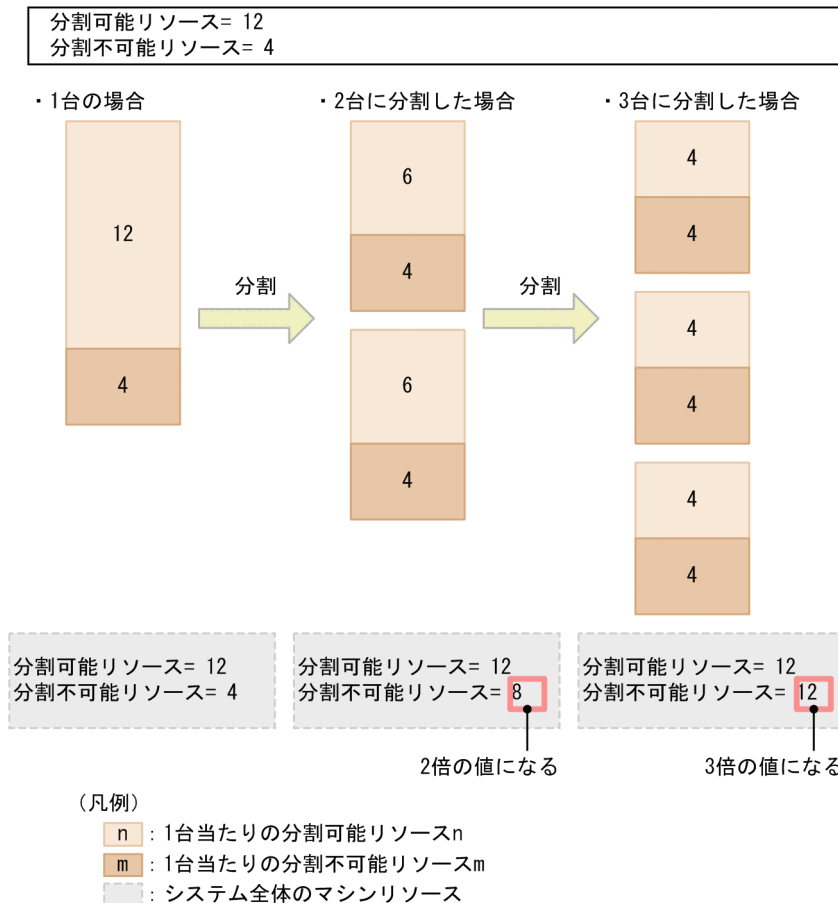 分割可能リソース= 12
分割不可能リソース= 4
・1台の場合
・2台に分割した場合
・3台に分割した場合
12
4
分割
6
4
6
4
分割
4
4
4
4
4
4
分割可能リソース= 12
分割不可能リソース= 4
分割可能リソース= 12
分割不可能リソース= 8
分割可能リソース= 12
分割不可能リソース= 12
2倍の値になる
3倍の値になる
（凡例）
n : 1台当たりの分割可能リソースn
m : 1台当たりの分割不可能リソースm
: システム全体のマシンリソース